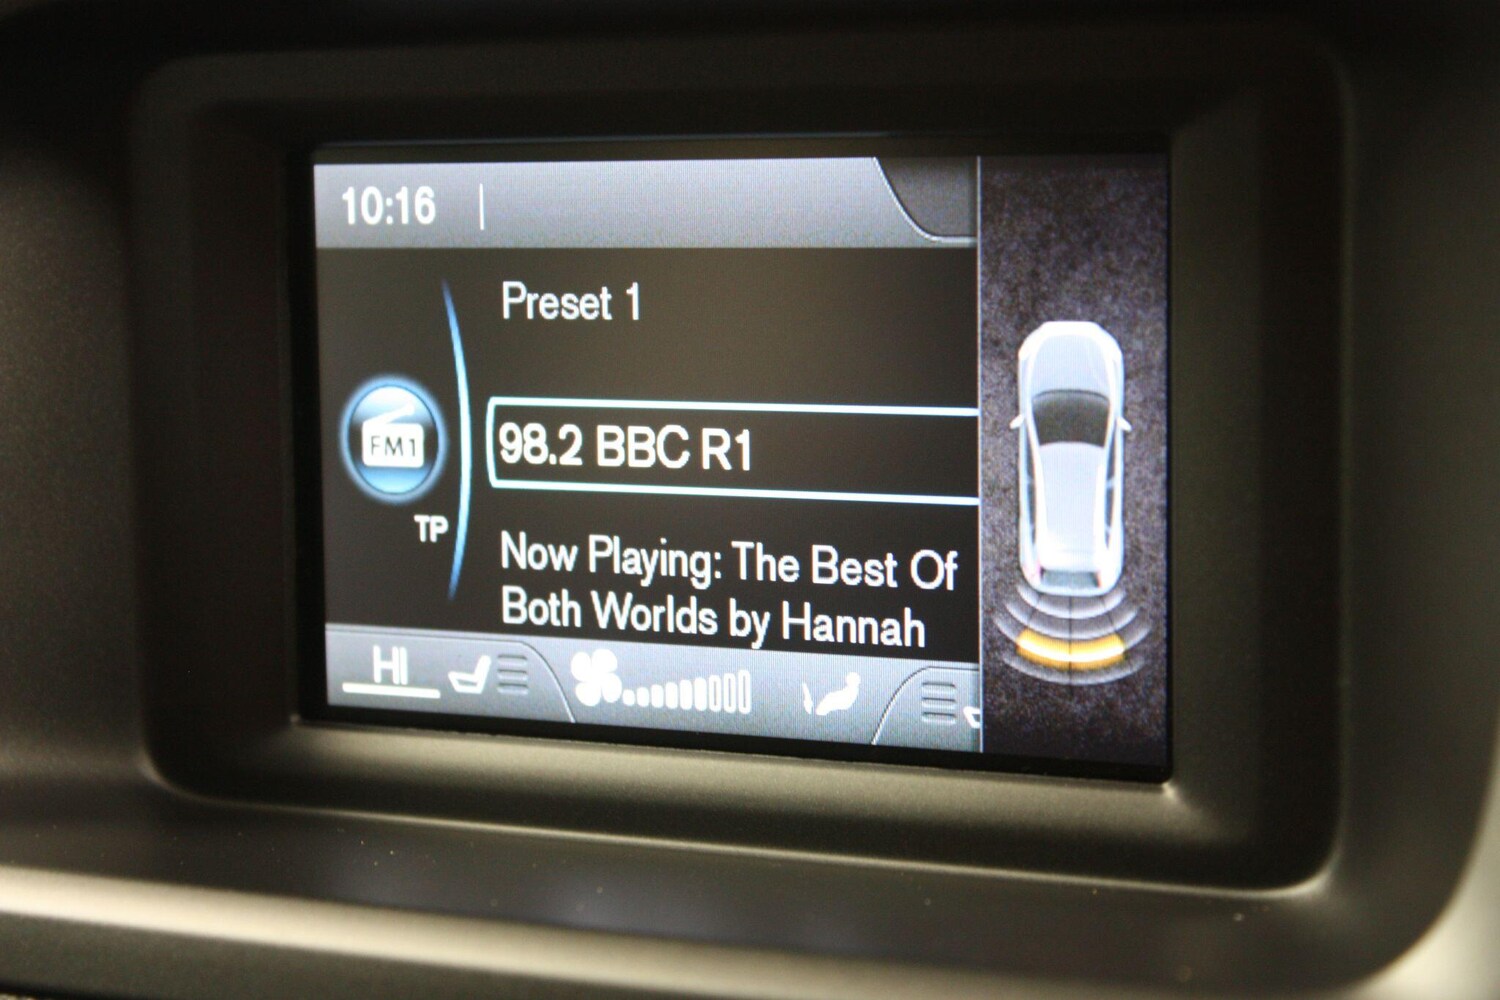 10:16
Preset 1
FM1
98.2 BBC R1
TP
Now Playing: The Best Of
Both Worlds by Hannah
HI